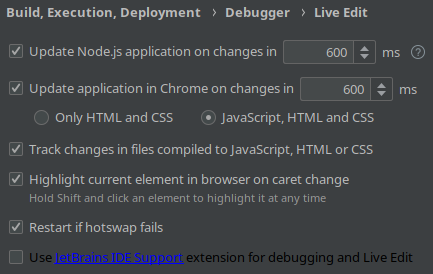 Build, Execution, Deployment › Debugger › Live Edit
Update Node.js application on changes in 600 ms ?
Update application in Chrome on changes in 600 ms
Only HTML and CSS JavaScript, HTML and CSS
Track changes in files compiled to JavaScript, HTML or CSS
Highlight current element in browser on caret change
Hold Shift and click an element to highlight it at any time
Restart if hotswap fails
Use JetBrains IDE Support extension for debugging and Live Edit